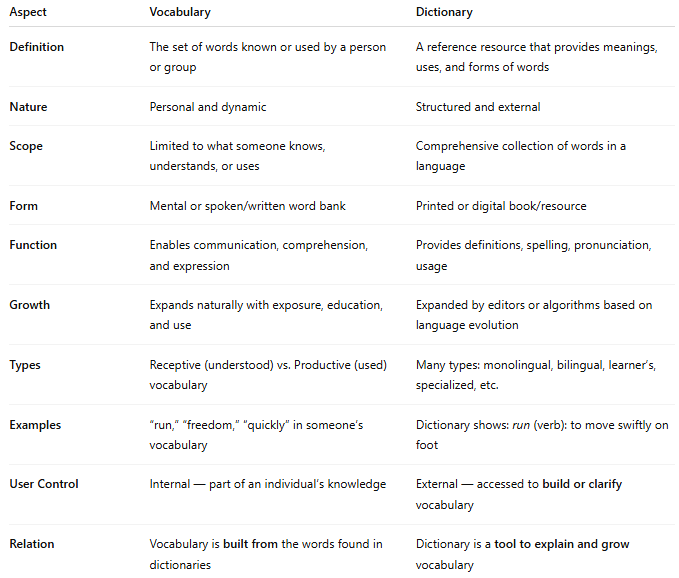 Aspect Vocabulary Dictionary
Definition The set of words known or used by a person A reference resource that provides meanings,
or group uses, and forms of words
Nature Personal and dynamic Structured and external
Scope Limited to what someone knows, Comprehensive collection of words in a
understands, or uses language
Form Mental or spoken/written word bank Printed or digital book/resource
Function Enables communication, comprehension, Provides definitions, spelling, pronunciation,
and expression usage
Growth Expands naturally with exposure, education, Expanded by editors or algorithms based on
and use language evolution
Types Receptive (understood) vs. Productive (used) Many types: monolingual, bilingual, learner’s,
vocabulary specialized, etc.
Examples “run,” “freedom,” “quickly” in someone’s Dictionary shows: run (verb): to move swiftly on
vocabulary foot
User Control Internal — part of an individual’s knowledge External — accessed to build or clarify
vocabulary
Relation Vocabulary is built from the words found in Dictionary is a tool to explain and grow
dictionaries vocabulary